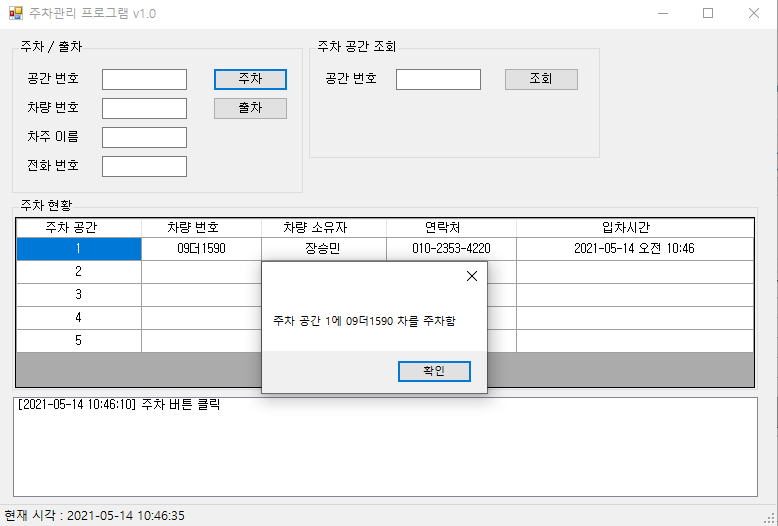 주차관리 프로그램 v1.0
주차 / 출차
공간 번호
주차
차량 번호
출차
차주 이름
전화 번호
주차 공간 조회
공간 번호
조회
주차 현황
주차 공간 차량 번호 차량 소유자 연락처 입차시간
1 09더1590 장승민 010-2353-4220 2021-05-14 오전 10:46
2
3
4
5
주차 공간 1에 09더1590 차를 주차함
확인
[2021-05-14 10:46:10] 주차 버튼 클릭
현재 시각 : 2021-05-14 10:46:35